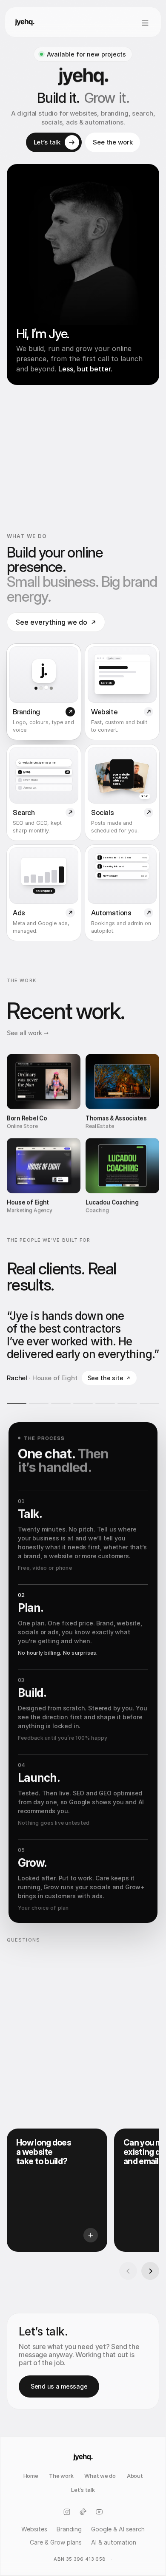 jyehq.
Available for new projects
jyehq.
Built it. Grow it.
A digital studio for websites, branding, search,
socials, ads & automations.
Let's talk
See the work
Hi, I'm Jye.
We build, run and grow your online
presence, from the first call to launch
and beyond. Less, but better.
WHAT WE DO
Build your online
presence.
Small business. Big brand
energy.
See everything we do
j.
Branding
Logo, colours, type and
voice.
Website
Fast, custom and built
to convert.
Search
SEO and GEO, kept
sharp monthly.
Socials
Posts made and
scheduled for you.
Ads
Meta and Google ads,
managed.
Automations
Bookings and admin on
autopilot.
THE WORK
Recent work.
See all work →
Born Rebel Co
Online Store
Thomas & Associates
Real Estate
HOUSE OF EIGHT
House of Eight
Marketing Agency
LUCADOU
COACHING
Lucadou Coaching
Coaching
THE PEOPLE WE'VE BUILT FOR
Real clients. Real
results.
“Jye is hands down one
of the best contractors
I've ever worked with. He
delivered early on everything.”
Rachel · House of Eight
See the site
THE PROCESS
One chat. Then
it's handled.
01
Talk.
Twenty minutes. No pitch. Tell us where
your business is at and we'll tell you
honestly what it needs first, whether that's
a brand, a website or more customers.
Free, video or phone
02
Plan.
One plan. One fixed price. Brand, website,
socials or ads, you know exactly what
you're getting and when.
No hourly billing. No surprises.
03
Build.
Designed from scratch. Steered by you. You
see the direction first and shape it before
anything is locked in.
Feedback until you're 100% happy
04
Launch.
Tested. Then live. SEO and GEO optimised
from day one, so Google shows you and AI
recommends you.
Nothing goes live untested
05
Grow.
Looked after. Put to work. Care keeps it
running, Grow runs your socials and Grow+
brings in customers with ads.
Your choice of plan
QUESTIONS
How long does
a website
take to build?
Can you
existing
and email
Let's talk.
Not sure what you need yet? Send the
message anyway. Working that out is
part of the job.
Send us a message
jyehq.
Home
The work
What we do
About
Let's talk
Websites
Branding
Google & AI search
Care & Grow plans
AI & automation